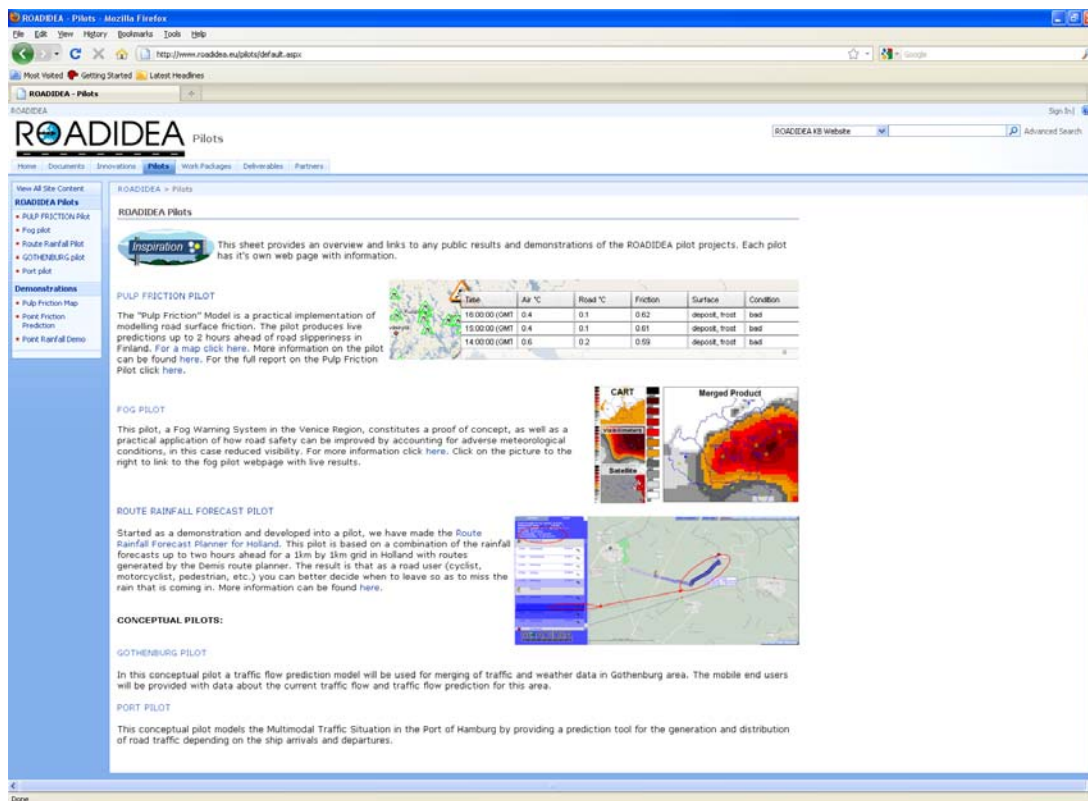 ROADIDEA - Pilots - Mozilla Firefox
File Edit View History Bookmarks Tools Help
http://www.roadidea.eu/pilots/default.aspx
Google
Most Visited Getting Started Latest Headlines
ROADIDEA - Pilots
ROADIDEA
Sign In
ROADIDEA Pilots
ROADIDEA KB Website
Advanced Search
Home Documents Innovations Pilots Work Packages Deliverables Partners
View All Site Content
ROADIDEA Pilots
PULP FRICTION Pilot
Fog pilot
Route Rainfall Pilot
GOTHENBURG pilot
Port pilot
Demonstrations
Pulp Friction Map
Point Friction
Prediction
Point Rainfall Demo
ROADIDEA > Pilots
ROADIDEA Pilots
Inspiration
This sheet provides an overview and links to any public results and demonstrations of the ROADIDEA pilot projects. Each pilot
has it's own web page with information.
PULP FRICTION PILOT
The "Pulp Friction" Model is a practical implementation of
modelling road surface friction. The pilot produces live
predictions up to 2 hours ahead of road slipperiness in
Finland. For a map click here. More information on the pilot
can be found here. For the full report on the Pulp Friction
Pilot click here.
Time Air °C Road °C Friction Surface Condition
16:00:00 (GMT 0.4 0.1 0.62 deposit, frost bad
15:00:00 (GMT 0.4 0.1 0.61 deposit, frost bad
14:00:00 (GMT 0.6 0.2 0.59 deposit, frost bad
FOG PILOT
This pilot, a Fog Warning System in the Venice Region, constitutes a proof of concept, as well as a
practical application of how road safety can be improved by accounting for adverse meteorological
conditions, in this case reduced visibility. For more information click here. Click on the picture to the
right to link to the fog pilot webpage with live results.
CART
Visibilimeters
Satellite
Merged Product
ROUTE RAINFALL FORECAST PILOT
Started as a demonstration and developed into a pilot, we have made the Route
Rainfall Forecast Planner for Holland. This pilot is based on a combination of the rainfall
forecasts up to two hours ahead for a 1km by 1km grid in Holland with routes
generated by the Demis route planner. The result is that as a road user (cyclist,
motorcyclist, pedestrian, etc.) you can better decide when to leave so as to miss the
rain that is coming in. More information can be found here.
CONCEPTUAL PILOTS:
GOTHENBURG PILOT
In this conceptual pilot a traffic flow prediction model will be used for merging of traffic and weather data in Gothenburg area. The mobile end users
will be provided with data about the current traffic flow and traffic flow prediction for this area.
PORT PILOT
This conceptual pilot models the Multimodal Traffic Situation in the Port of Hamburg by providing a prediction tool for the generation and distribution
of road traffic depending on the ship arrivals and departures.
Done